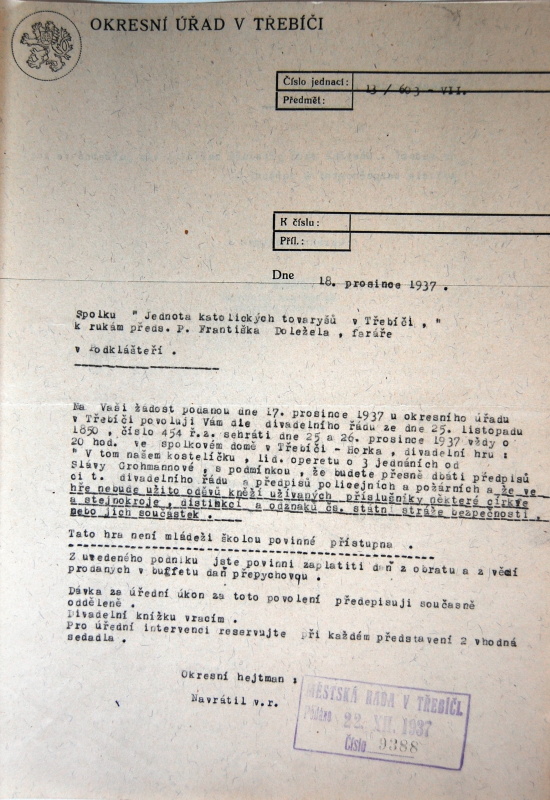 OKRESNÍ ÚŘAD V TŘEBÍČI
Číslo jednací: 13 / 603 - VII.
Předmět:
K číslu:
Příl.:
Dne 18. prosince 1937 .
Spolku " Jednota katolických tovaryšů v Třebíči , "
k rukám předs. P. Františka Doležela , faráře
v Podklášteří .
Na Vaši žádost podanou dne 17. prosince 1937 u okresního úřadu
v Třebíči povoluji Vám dle divadelního řádu ze dne 25. listopadu
1850 , číslo 454 ř.z. sehráti dne 25 a 26. prosince 1937 vždy o
20 hod. ve spolkovém domě v Třebíči - Horka , divadelní hru :
" V tom našem kostelíčku , lid. operetu o 3 jednáních od
Slávy Grohmannové , s podmínkou , že budete přesně dbáti předpisů
cit. divadelního řádu a předpisů policejních a požárních a že ve
hře nebude užito oděvů kněží užívaných příslušníky některé církve
a stejnokroje , distinkcí a odznaků čs. státní stráže bezpečnosti ,
nebo jich součástek .
Tato hra není mládeži školou povinné přístupna .
Z uvedeného podniku jste povinni zaplatiti daň z obratu a z věcí
prodaných v buffetu daň přepychovou .
Dávka za úřední úkon za toto povolení předepisuji současně
odděleně .
Divadelní knížku vracím .
Pro úřední intervenci reservujte při každém představení 2 vhodná
sedadla .
Okresní hejtman :
Navrátil v.r.
MĚSTSKÁ RADA V TŘEBÍČI.
Podáno 22. XII. 1937
Číslo 9388